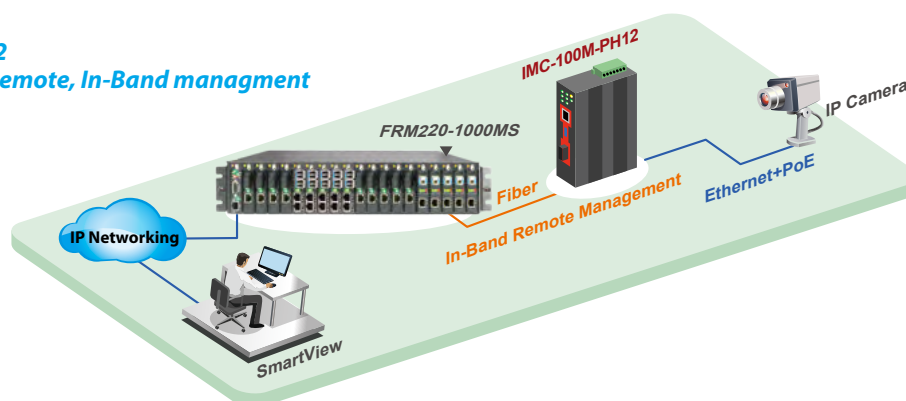 2
emote, In-Band managment
IMC-100M-PH12
FRM220-1000MS
IP Camera
Fiber
Ethernet+PoE
In-Band Remote Management
IP Networking
SmartView